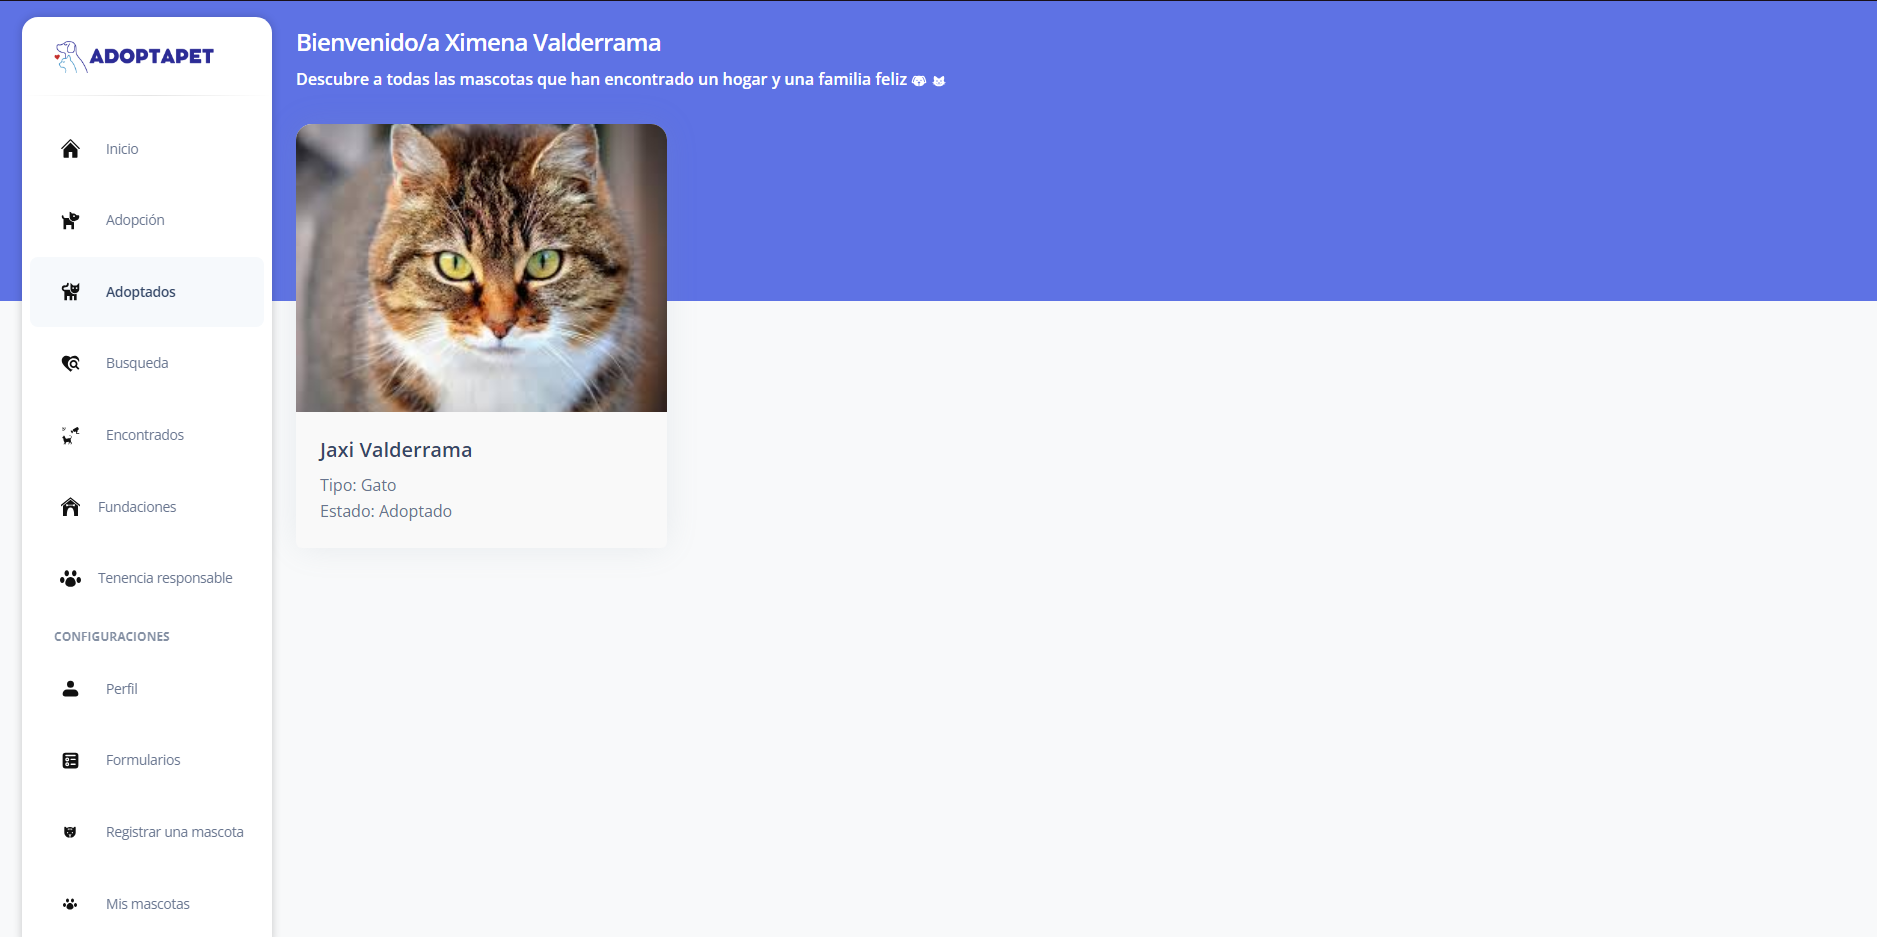 ADOPTAPET
Inicio
Adopción
Adoptados
Busqueda
Encontrados
Fundaciones
Tenencia responsable
CONFIGURACIONES
Perfil
Formularios
Registrar una mascota
Mis mascotas
Bienvenido/a Ximena Valderrama
Descubre a todas las mascotas que han encontrado un hogar y una familia feliz
Jaxi Valderrama
Tipo: Gato
Estado: Adoptado